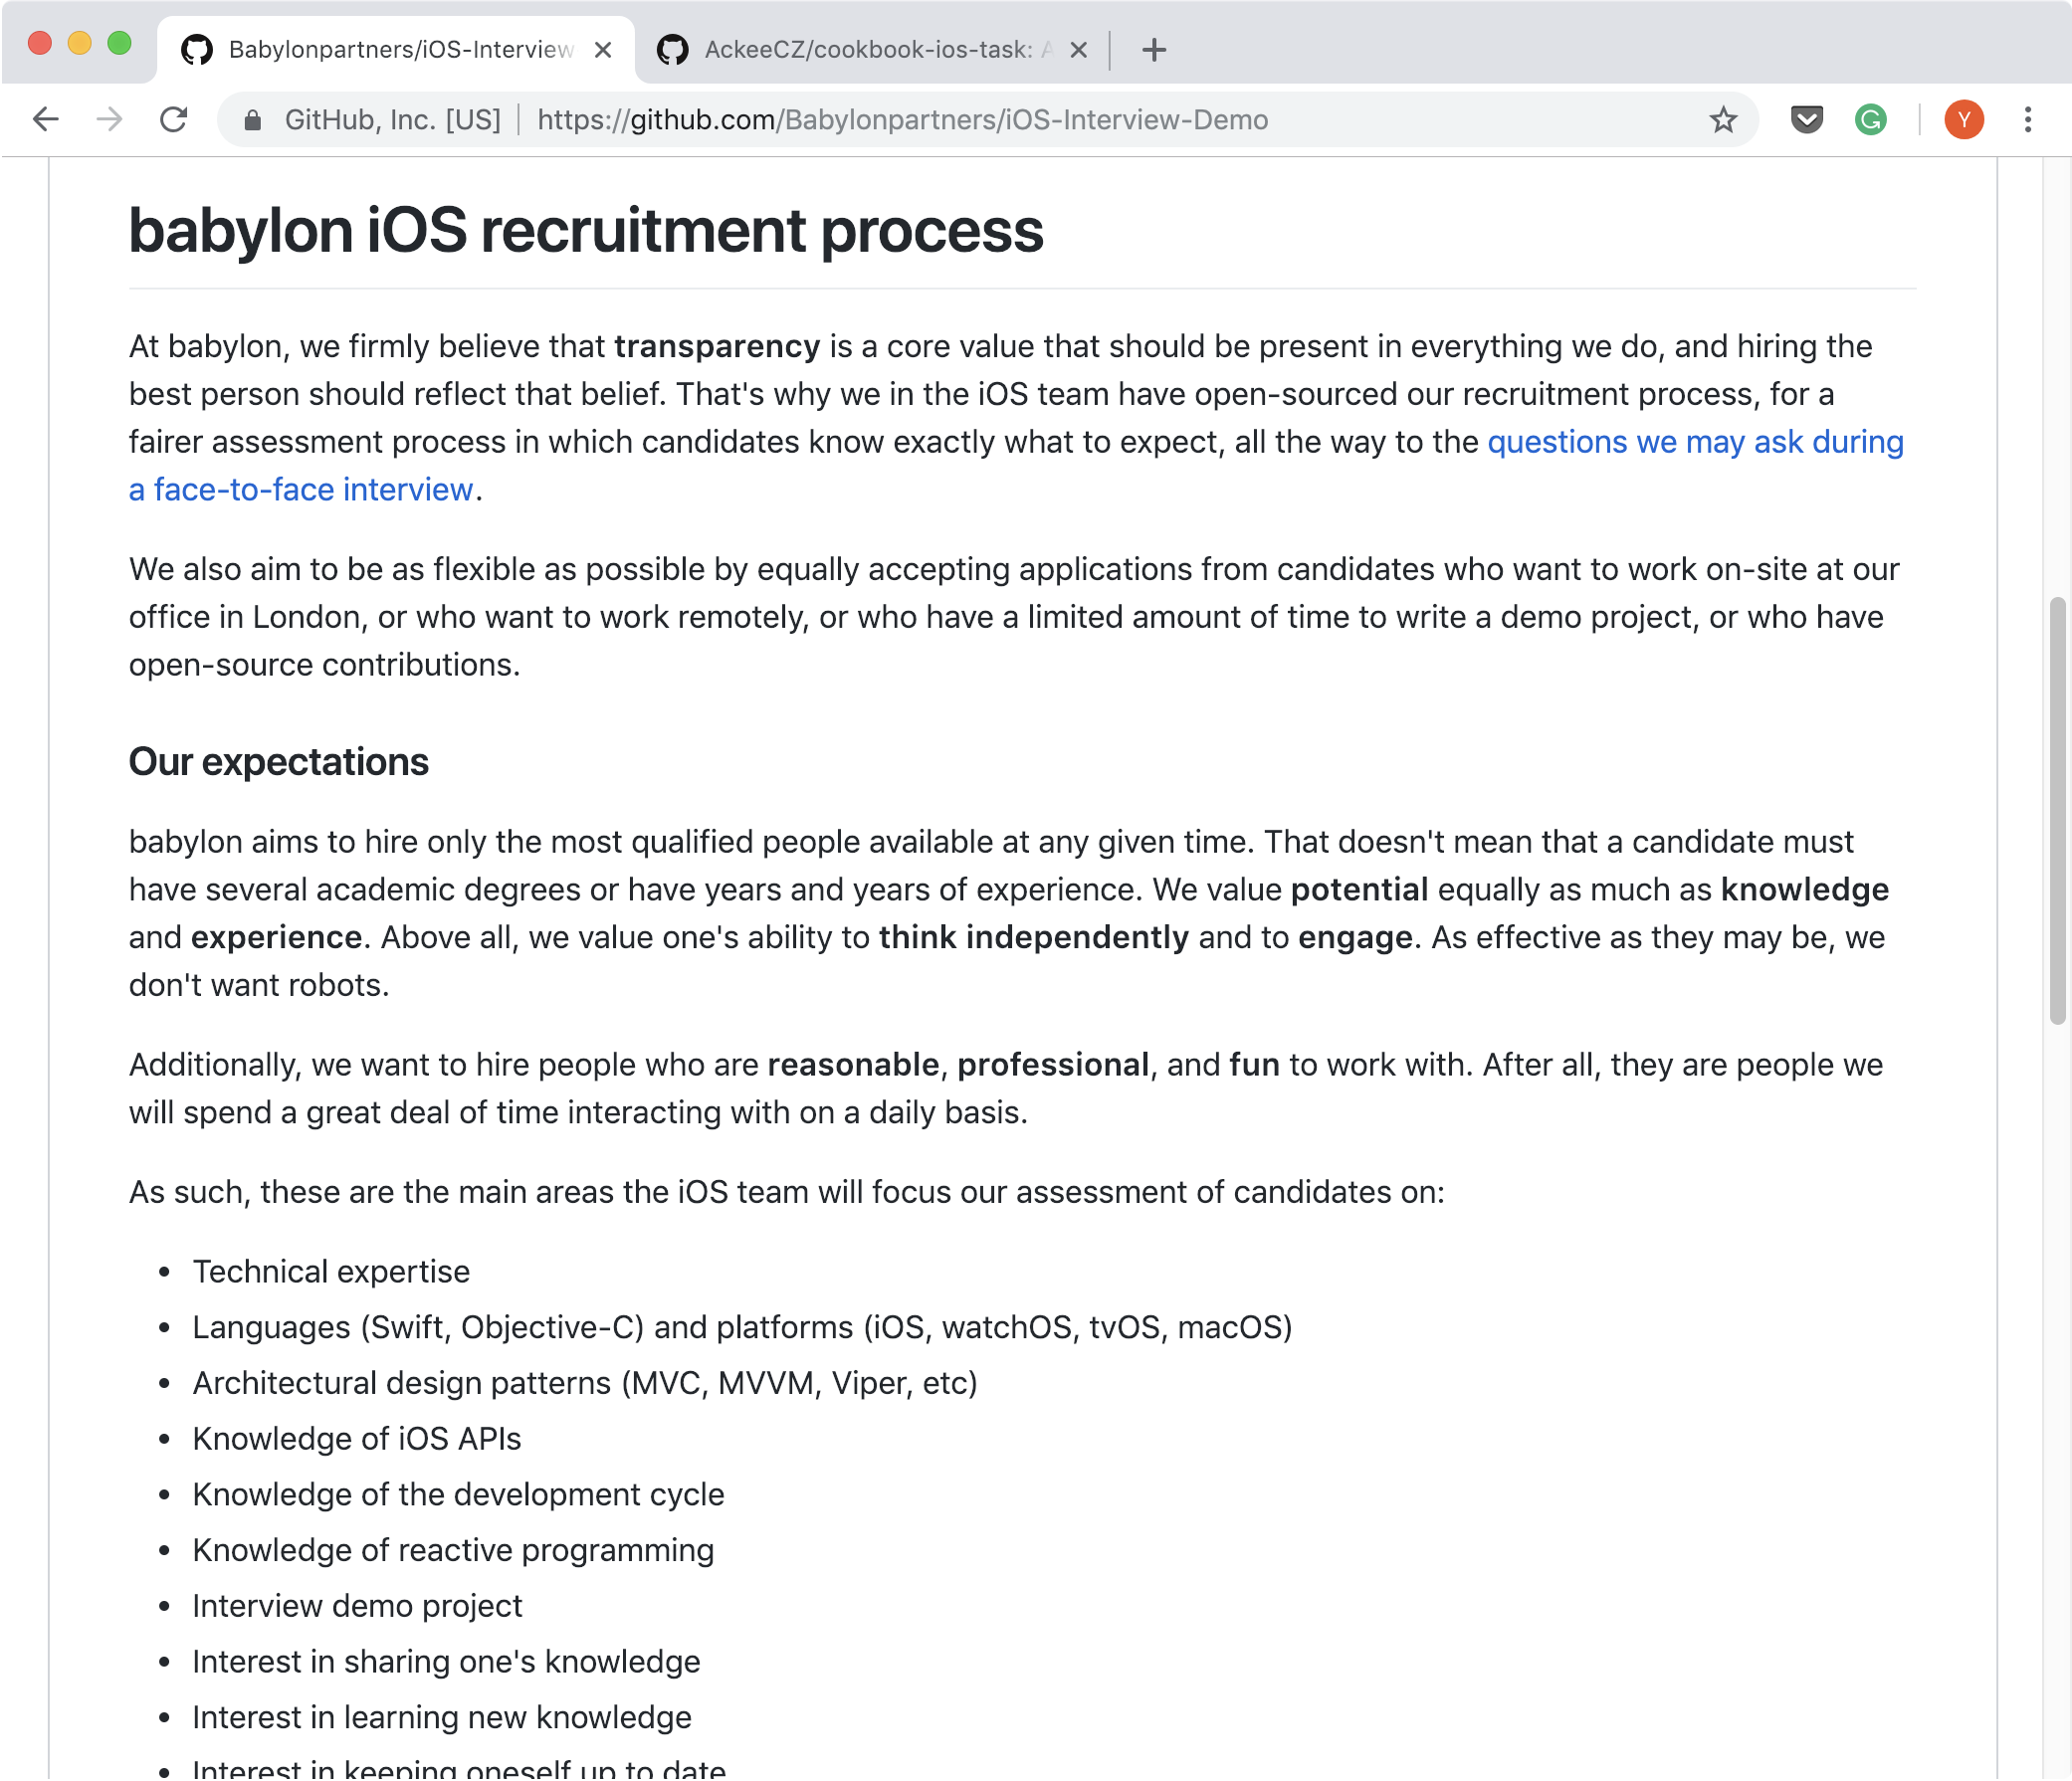 Babylonpartners/iOS-Interview
AckeeCZ/cookbook-ios-task: A
GitHub, Inc. [US] https://github.com/Babylonpartners/iOS-Interview-Demo
Y
babylon iOS recruitment process
At babylon, we firmly believe that transparency is a core value that should be present in everything we do, and hiring the
best person should reflect that belief. That's why we in the iOS team have open-sourced our recruitment process, for a
fairer assessment process in which candidates know exactly what to expect, all the way to the questions we may ask during
a face-to-face interview.
We also aim to be as flexible as possible by equally accepting applications from candidates who want to work on-site at our
office in London, or who want to work remotely, or who have a limited amount of time to write a demo project, or who have
open-source contributions.
Our expectations
babylon aims to hire only the most qualified people available at any given time. That doesn't mean that a candidate must
have several academic degrees or have years and years of experience. We value potential equally as much as knowledge
and experience. Above all, we value one's ability to think independently and to engage. As effective as they may be, we
don't want robots.
Additionally, we want to hire people who are reasonable, professional, and fun to work with. After all, they are people we
will spend a great deal of time interacting with on a daily basis.
As such, these are the main areas the iOS team will focus our assessment of candidates on:
• Technical expertise
• Languages (Swift, Objective-C) and platforms (iOS, watchOS, tvOS, macOS)
• Architectural design patterns (MVC, MVVM, Viper, etc)
• Knowledge of iOS APIs
• Knowledge of the development cycle
• Knowledge of reactive programming
• Interview demo project
• Interest in sharing one's knowledge
• Interest in learning new knowledge
• Interest in keeping oneself up to date